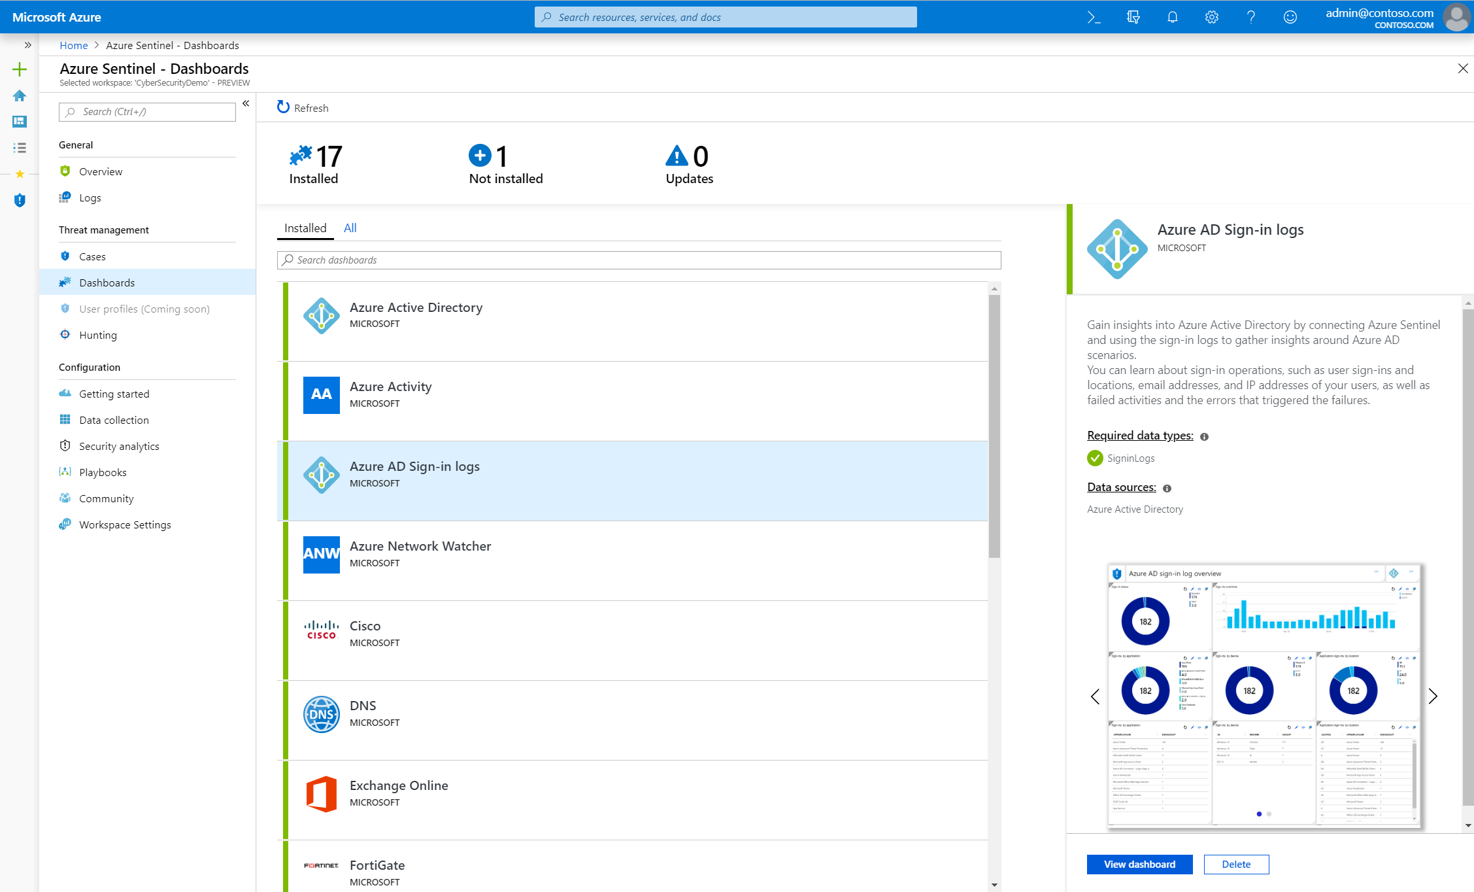 Microsoft Azure
Search resources, services, and docs
admin@contoso.com
CONTOSO.COM
Home > Azure Sentinel - Dashboards
Azure Sentinel - Dashboards
Selected workspace: 'CyberSecurityDemo' - PREVIEW
Search (Ctrl+/)
General
Overview
Logs
Threat management
Cases
Dashboards
User profiles (Coming soon)
Hunting
Configuration
Getting started
Data collection
Security analytics
Playbooks
Community
Workspace Settings
Refresh
17
Installed
1
Not installed
0
Updates
Installed
All
Search dashboards
Azure Active Directory
MICROSOFT
AA
Azure Activity
MICROSOFT
Azure AD Sign-in logs
MICROSOFT
ANW
Azure Network Watcher
MICROSOFT
CISCO
Cisco
MICROSOFT
DNS
DNS
MICROSOFT
Exchange Online
MICROSOFT
FORTINET
FortiGate
MICROSOFT
Azure AD Sign-in logs
MICROSOFT
Gain insights into Azure Active Directory by connecting Azure Sentinel
and using the sign-in logs to gather insights around Azure AD
scenarios.
You can learn about sign-in operations, such as user sign-ins and
locations, email addresses, and IP addresses of your users, as well as
failed activities and the errors that triggered the failures.
Required data types:
SigninLogs
Data sources:
Azure Active Directory
Azure AD sign-in log overview
182
182
182
182
View dashboard
Delete